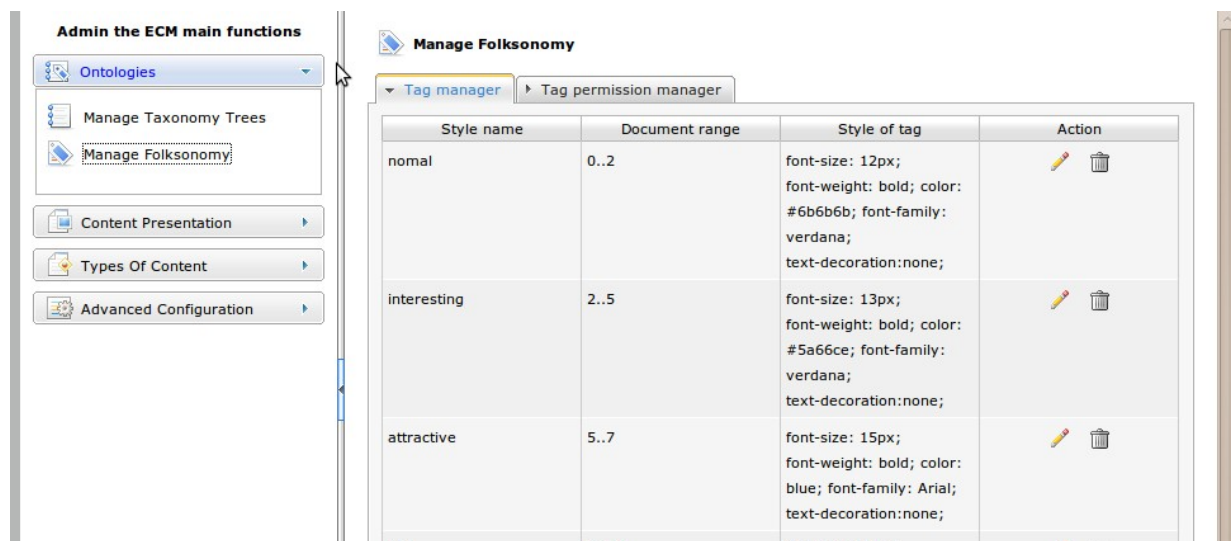 Admin the ECM main functions
Ontologies
Manage Taxonomy Trees
Manage Folksonomy
Content Presentation
Types Of Content
Advanced Configuration
Manage Folksonomy
Tag manager
Tag permission manager
Style name Document range Style of tag Action
nomal 0..2 font-size: 12px;
font-weight: bold; color:
#6b6b6b; font-family:
verdana;
text-decoration:none;
interesting 2..5 font-size: 13px;
font-weight: bold; color:
#5a66ce; font-family:
verdana;
text-decoration:none;
attractive 5..7 font-size: 15px;
font-weight: bold; color:
blue; font-family: Arial;
text-decoration:none;